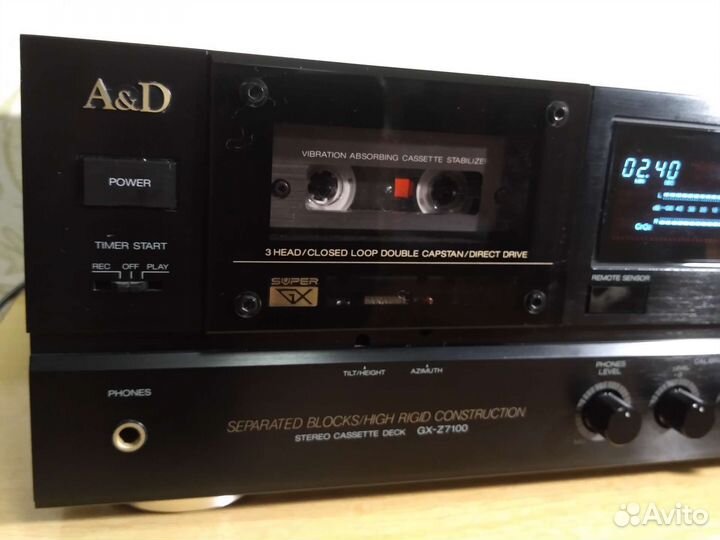 A&D
POWER
TIMER START
REC OFF PLAY
VIBRATION ABSORBING CASSETTE STABILIZER
3 HEAD/CLOSED LOOP DOUBLE CAPSTAN/DIRECT DRIVE
SUPER
GX
02.40
L
R
REMOTE SENSOR
TILT/HEIGHT
AZIMUTH
PHONES
PHONES
LEVEL
LEVEL
SEPARATED BLOCKS/HIGH RIGID CONSTRUCTION
STEREO CASSETTE DECK GX-Z7100
Avito